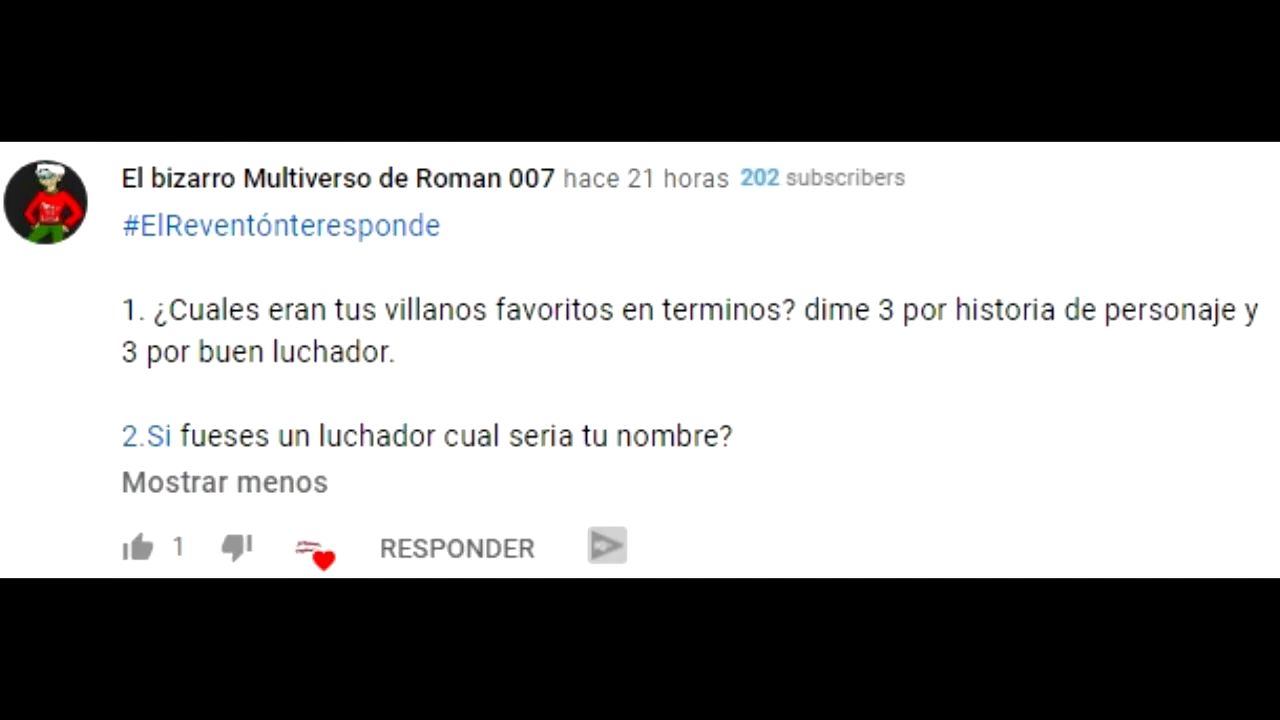 El bizarro Multiverso de Roman 007 hace 21 horas 202 subscribers
#ElReventónteresponde
1. ¿Cuales eran tus villanos favoritos en terminos? dime 3 por historia de personaje y
3 por buen luchador.
2.Si fueses un luchador cual seria tu nombre?
Mostrar menos
1 RESPONDER